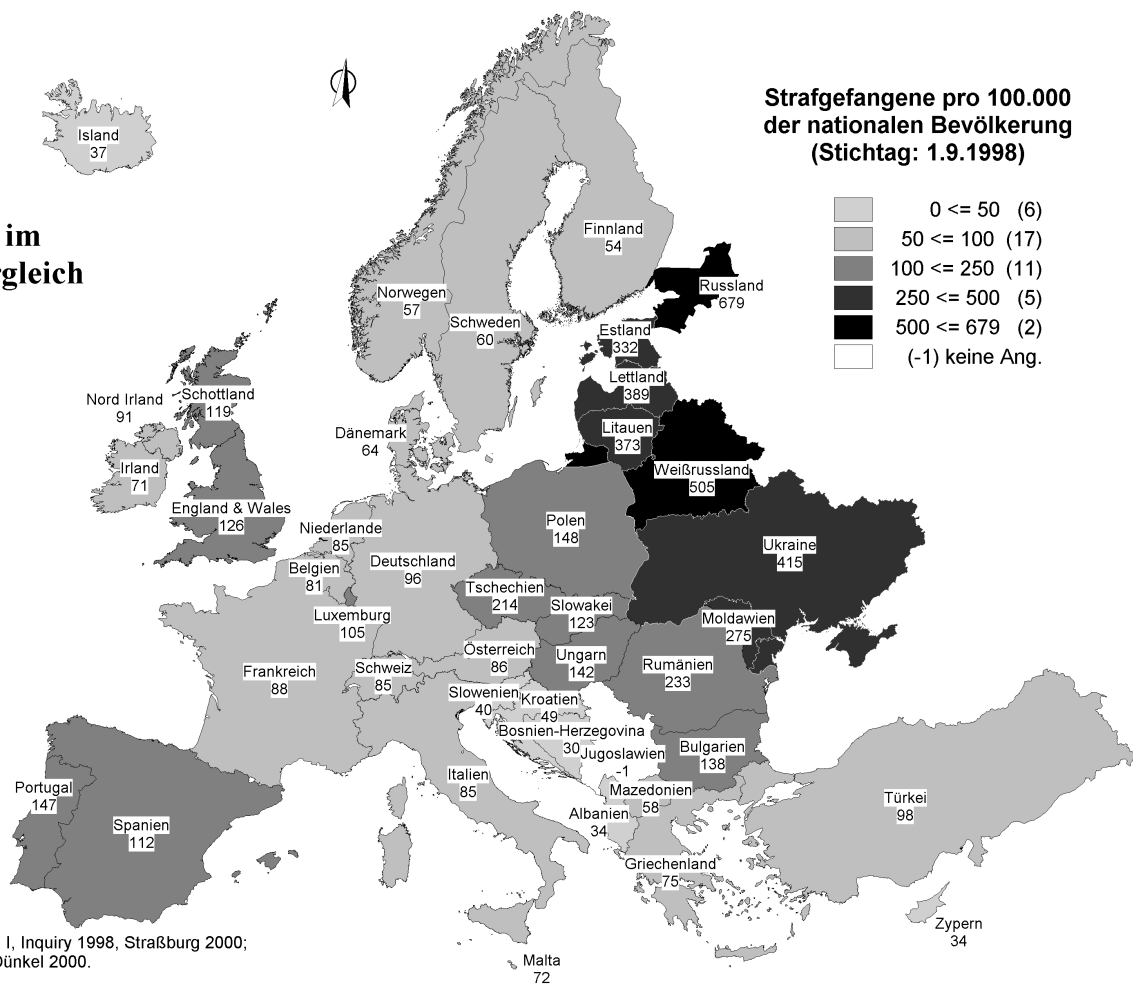 Strafgefangene pro 100.000
der nationalen Bevölkerung
(Stichtag: 1.9.1998)
0 <= 50 (6)
50 <= 100 (17)
100 <= 250 (11)
250 <= 500 (5)
500 <= 679 (2)
(-1) keine Ang.
im
rgleich
Island
37
Finnland
54
Russland
679
Norwegen
57
Schweden
60
Estland
332
Lettland
389
Nord Irland
91
Schottland
119
Dänemark
64
Litauen
373
Irland
71
Weißrussland
505
England & Wales
126
Niederlande
85
Polen
148
Ukraine
415
Belgien
81
Deutschland
96
Tschechien
214
Slowakei
123
Luxemburg
105
Moldawien
275
Österreich
86
Ungarn
142
Rumänien
233
Frankreich
88
Schweiz
85
Slowenien
40
Kroatien
49
Bosnien-Herzegovina
30
Jugoslawien
-1
Bulgarien
138
Italien
85
Mazedonien
58
Portugal
147
Spanien
112
Albanien
34
Türkei
98
Griechenland
75
Zypern
34
Malta
72
I, Inquiry 1998, Straßburg 2000;
Dünkel 2000.